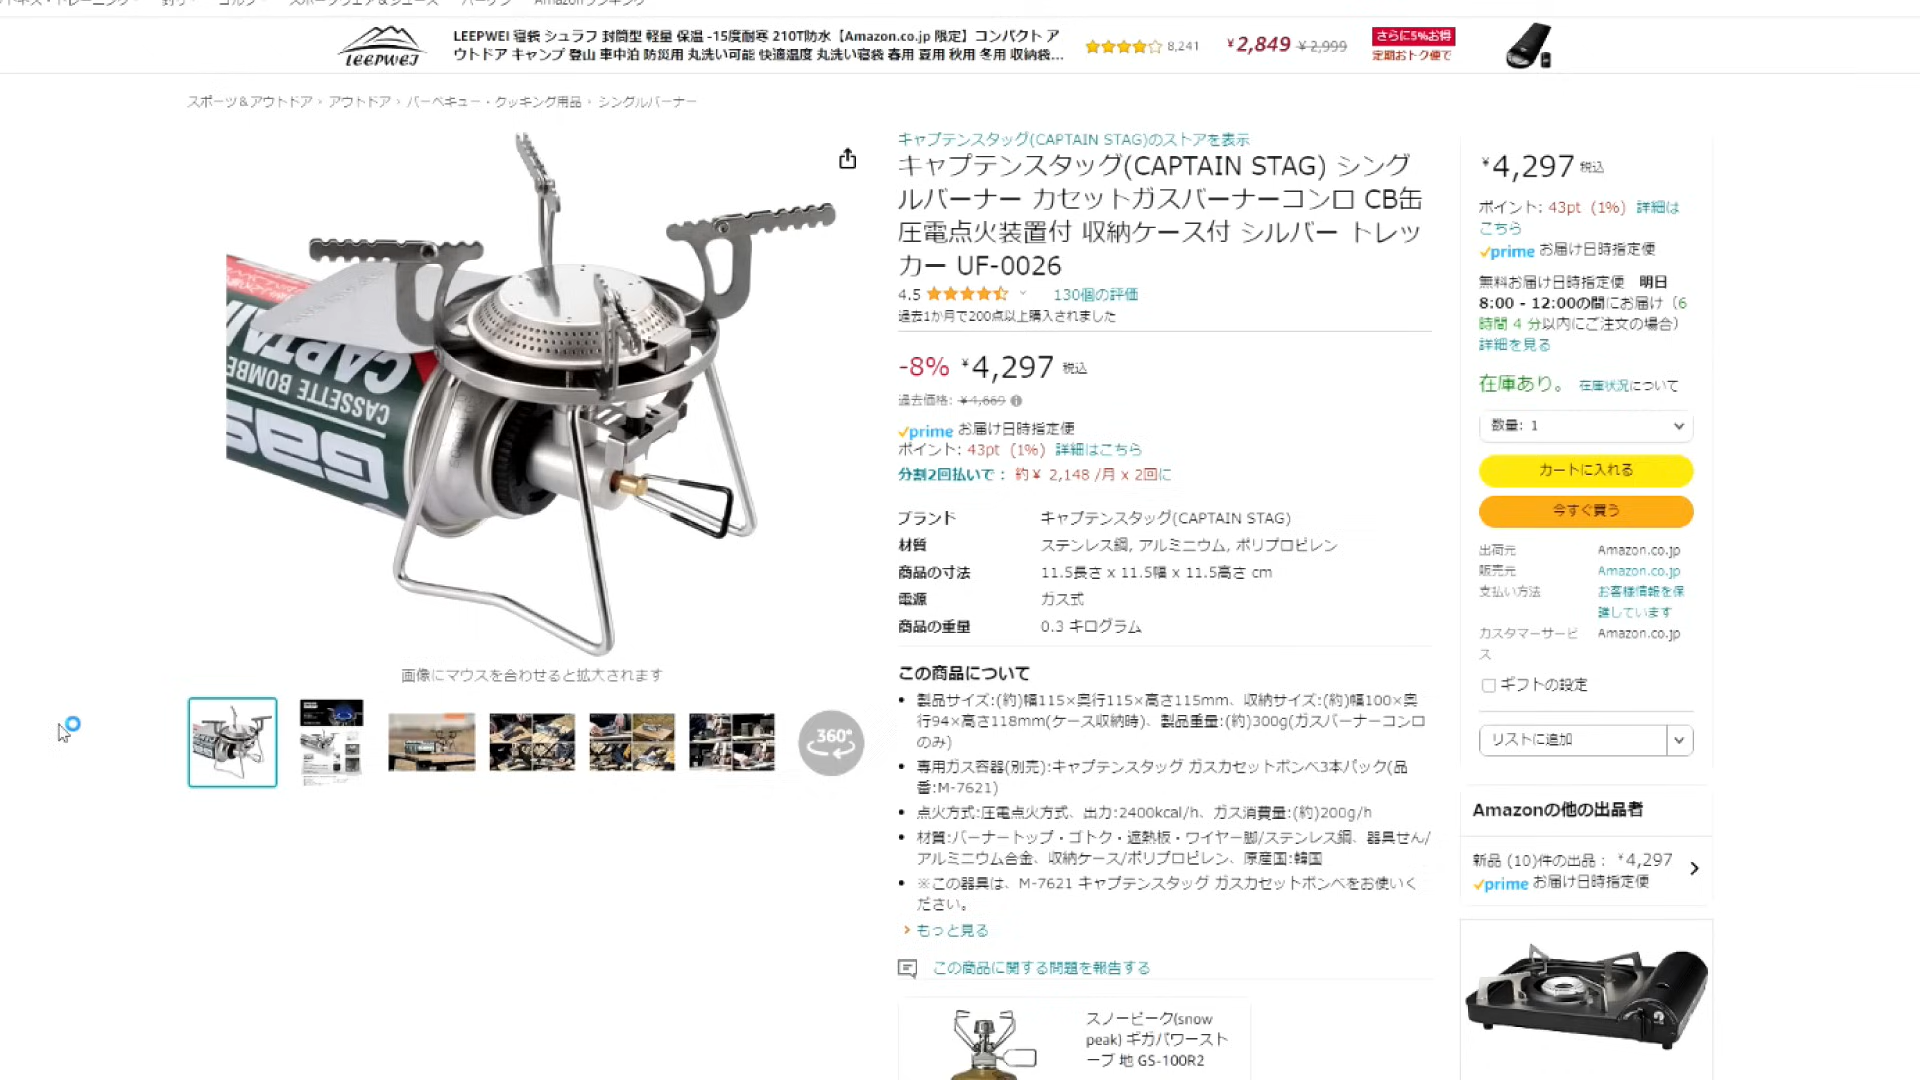 LEEPWEI
LEEPWEI 寝袋 シュラフ 封筒型 軽量 保温 -15度耐寒 210T防水【Amazon.co.jp 限定】コンパクト ア
ウトドア キャンプ 登山 車中泊 防災用 丸洗い可能 快適温度 丸洗い寝袋 春用 夏用 秋用 冬用 収納袋...
8,241
¥2,849 ¥2,999
さらに5%お得
定期おトク便で
スポーツ＆アウトドア › アウトドア › バーベキュー・クッキング用品 › シングルバーナー
CASSETTE BOMBE
GAS
画像にマウスを合わせると拡大されます
360°
キャプテンスタッグ(CAPTAIN STAG)のストアを表示
キャプテンスタッグ(CAPTAIN STAG) シング
ルバーナー カセットガスバーナーコンロ CB缶
圧電点火装置付 収納ケース付 シルバー トレッ
カー UF-0026
4.5 130個の評価
過去1か月で200点以上購入されました
-8% ¥4,297 税込
過去価格: ¥4,669
prime お届け日時指定便
ポイント: 43pt (1%) 詳細はこちら
分割2回払いで： 約￥ 2,148 /月 x 2回に
ブランド キャプテンスタッグ(CAPTAIN STAG)
材質 ステンレス鋼, アルミニウム, ポリプロピレン
商品の寸法 11.5長さ x 11.5幅 x 11.5高さ cm
電源 ガス式
商品の重量 0.3 キログラム
この商品について
製品サイズ:(約)幅115×奥行115×高さ115mm、収納サイズ:(約)幅100×奥
行94×高さ118mm(ケース収納時)、製品重量:(約)300g(ガスバーナーコンロ
のみ)
専用ガス容器(別売):キャプテンスタッグ ガスカセットボンベ3本パック(品
番:M-7621)
点火方式:圧電点火方式、出力:2400kcal/h、ガス消費量:(約)200g/h
材質:バーナートップ・ゴトク・遮熱板・ワイヤー脚/ステンレス鋼、器具せん/
アルミニウム合金、収納ケース/ポリプロピレン、原産国:韓国
※この器具は、M-7621 キャプテンスタッグ ガスカセットボンベをお使いく
ださい。
› もっと見る
この商品に関する問題を報告する
スノーピーク(snow
peak) ギガパワースト
ーブ 地 GS-100R2
¥4,297 税込
ポイント: 43pt (1%) 詳細は
こちら
prime お届け日時指定便
無料お届け日時指定便 明日
8:00 - 12:00の間にお届け（6
時間 4 分以内にご注文の場合）
詳細を見る
在庫あり。 在庫状況について
数量: 1
カートに入れる
今すぐ買う
出荷元 Amazon.co.jp
販売元 Amazon.co.jp
支払い方法 お客様情報を保
護しています
カスタマーサービ Amazon.co.jp
ス
ギフトの設定
リストに追加
Amazonの他の出品者
新品 (10)件の出品： ¥4,297
prime お届け日時指定便